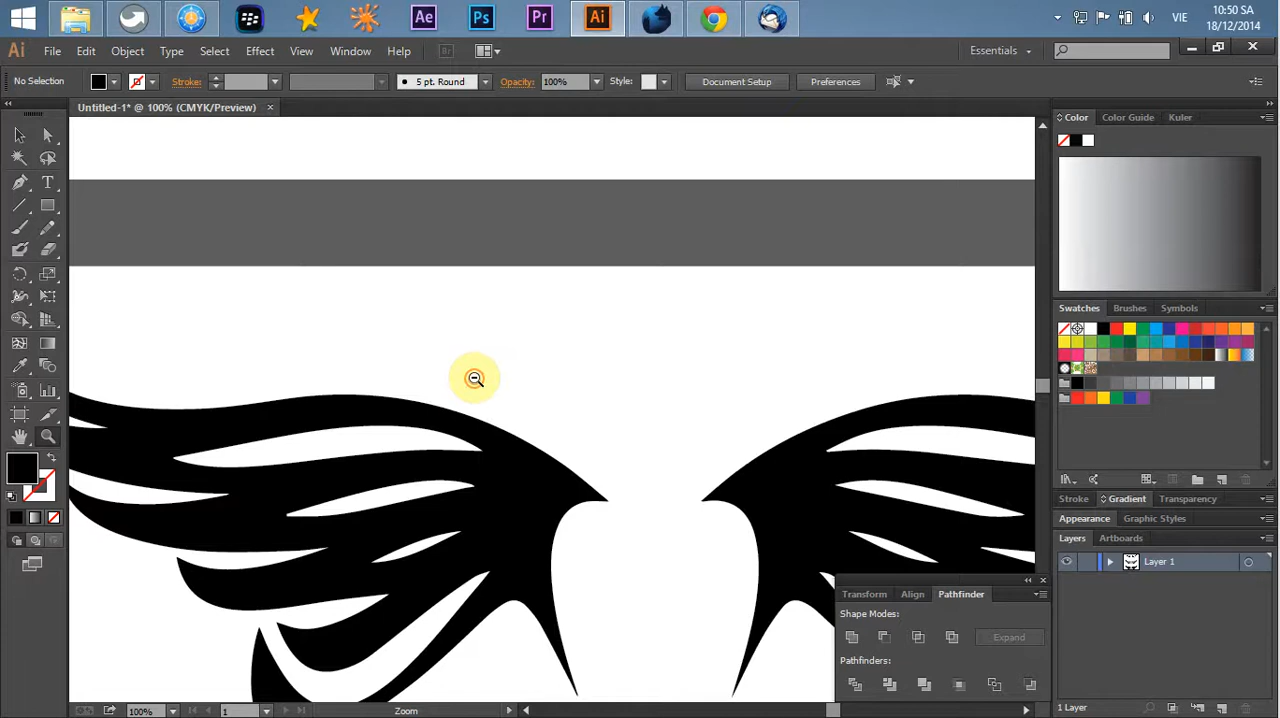 Ae Ps Pr Ai VIE 10:50 SA
18/12/2014
Ai File Edit Object Type Select Effect View Window Help Br Essentials
No Selection Stroke: 5 pt. Round Opacity: 100% Style: Document Setup Preferences
Untitled-1* @ 100% (CMYK/Preview) Color Color Guide Kuler
Swatches Brushes Symbols
Stroke Gradient Transparency
Appearance Graphic Styles
Layers Artboards
Layer 1
Transform Align Pathfinder
Shape Modes:
Expand
Pathfinders:
100% 1 Zoom 1 Layer